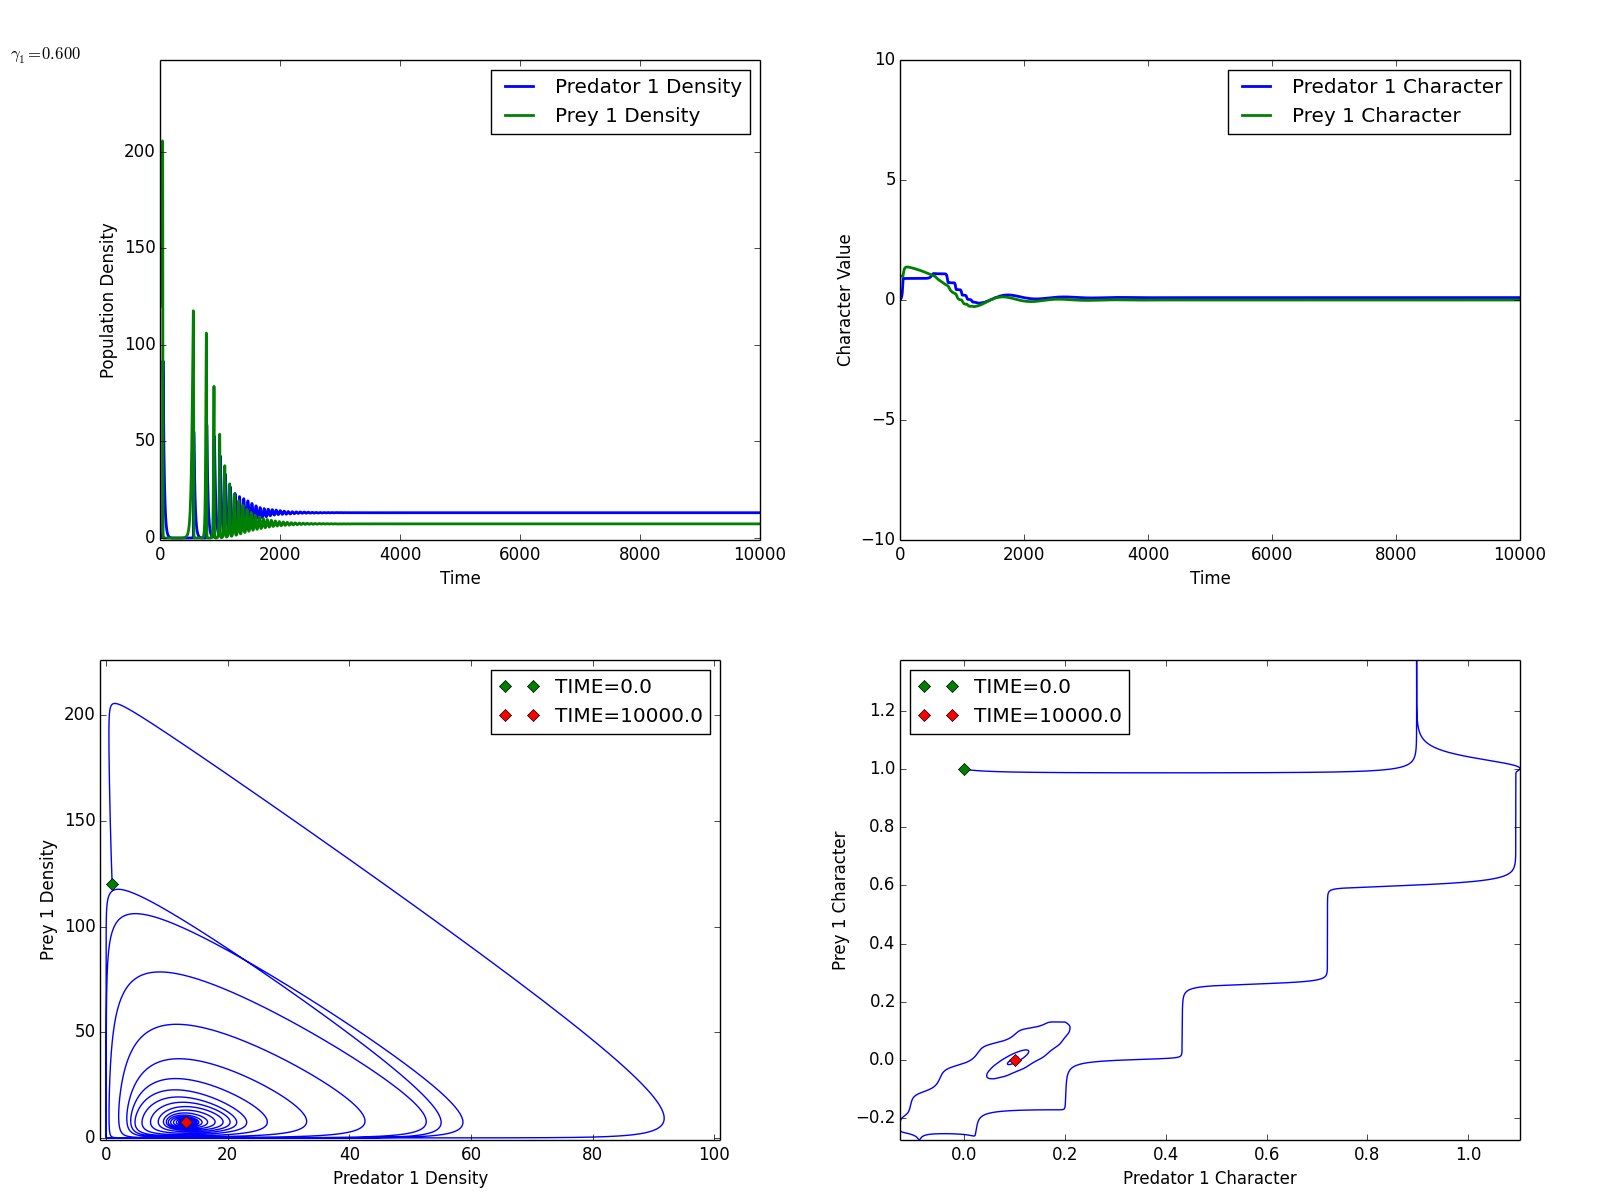 γ₁=0.600
Predator 1 Density
Prey 1 Density
200
150
100
50
0
Population Density
0 2000 4000 6000 8000 10000
Time
Predator 1 Character
Prey 1 Character
10
5
0
−5
−10
Character Value
0 2000 4000 6000 8000 10000
Time
TIME=0.0
TIME=10000.0
200
150
100
50
0
Prey 1 Density
0 20 40 60 80 100
Predator 1 Density
TIME=0.0
TIME=10000.0
1.2
1.0
0.8
0.6
0.4
0.2
0.0
−0.2
Prey 1 Character
0.0 0.2 0.4 0.6 0.8 1.0
Predator 1 Character